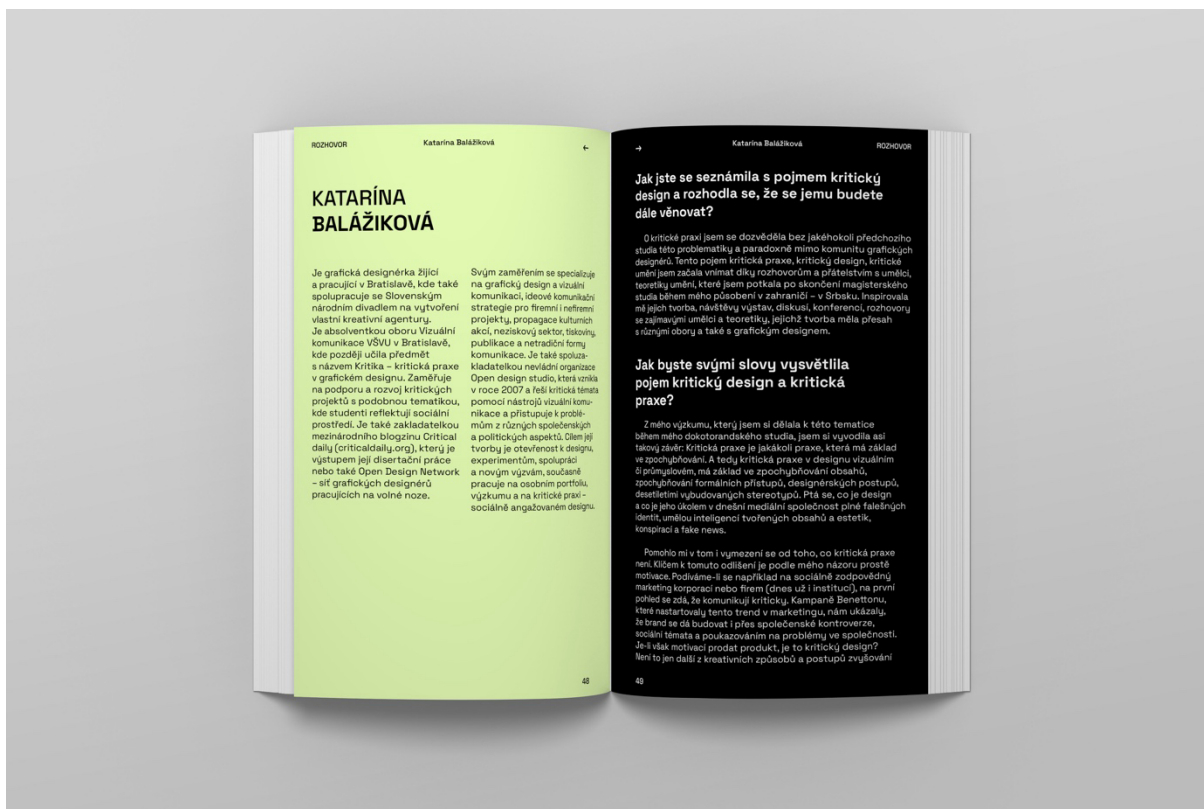 ROZHOVOR
Katarína Balážiková
←
KATARÍNA
BALÁŽIKOVÁ
Je grafická designérka žijící
a pracující v Bratislavě, kde také
spolupracuje se Slovenským
národním divadlem na vytvoření
vlastní kreativní agentury.
Je absolventkou oboru Vizuální
komunikace VŠVU v Bratislavě,
kde později učila předmět
s názvem Kritika – kritická praxe
v grafickém designu. Zaměřuje
na podporu a rozvoj kritických
projektů s podobnou tematikou,
kde studenti reflektují sociální
prostředí. Je také zakladatelkou
mezinárodního blogzinu Critical
daily (criticaldaily.org), který je
výstupem její disertační práce
nebo také Open Design Network
– síť grafických designérů
pracujících na volné noze.
Svým zaměřením se specializuje
na grafický design a vizuální
komunikaci, ideové komunikační
strategie pro firemní i nefiremní
projekty, propagace kulturních
akcí, neziskový sektor, tiskoviny,
publikace a netradiční formy
komunikace. Je také spoluza-
kladatelkou nevládní organizace
Open design studio, která vznikla
v roce 2007 a řeší kritická témata
pomocí nástrojů vizuální komu-
nikace a přistupuje k problé-
mům z různých společenských
a politických aspektů. Cílem její
tvorby je otevřenost k designu,
experimentům, spolupráci
a novým výzvám, současně
pracuje na osobním portfoliu,
výzkumu a na kritické praxi -
sociálně angažovaném designu.
48
→
Katarína Balážiková
ROZHOVOR
Jak jste se seznámila s pojmem kritický
design a rozhodla se, že se jemu budete
dále věnovat?
O kritické praxi jsem se dozvěděla bez jakéhokoli předchozího
studia této problematiky a paradoxně mimo komunitu grafických
designérů. Tento pojem kritická praxe, kritický design, kritické
umění jsem začala vnímat díky rozhovorům a přátelstvím s umělci,
teoretiky umění, které jsem potkala po skončení magisterského
studia během mého působení v zahraničí – v Srbsku. Inspirovala
mě jejich tvorba, návštěvy výstav, diskusí, konferencí, rozhovory
se zajímavými umělci a teoretiky, jejichž tvorba měla přesah
s různými obory a také s grafickým designem.
Jak byste svými slovy vysvětlila
pojem kritický design a kritická
praxe?
Z mého výzkumu, který jsem si dělala k této tematice
během mého dokotorandského studia, jsem si vyvodila asi
takový závěr: Kritická praxe je jakákoli praxe, která má základ
ve zpochybňování. A tedy kritická praxe v designu vizuálním
či průmyslovém, má základ ve zpochybňování obsahů,
zpochybňování formálních přístupů, designérských postupů,
desetiletími vybudovaných stereotypů. Ptá se, co je design
a co je jeho úkolem v dnešní mediální společnost plné falešných
identit, umělou inteligencí tvořených obsahů a estetik,
konspirací a fake news.
Pomohlo mi v tom i vymezení se od toho, co kritická praxe
není. Klíčem k tomuto odlišení je podle mého názoru prostě
motivace. Podíváme-li se například na sociálně zodpovědný
marketing korporací nebo firem (dnes už i institucí), na první
pohled se zdá, že komunikují kriticky. Kampaně Benettonu,
které nastartovaly tento trend v marketingu, nám ukázaly,
že brand se dá budovat i přes společenské kontroverze,
sociální témata a poukazováním na problémy ve společnosti.
Je-li však motivací prodat produkt, je to kritický design?
Není to jen další z kreativních způsobů a postupů zvyšování
49